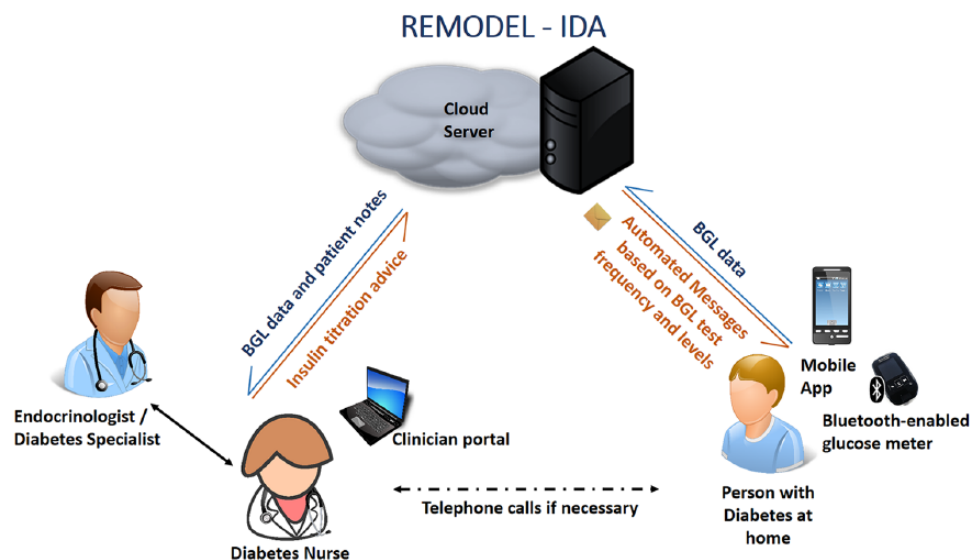 REMODEL - IDA
Cloud
Server
BGL data and patient notes
Insulin titration advice
BGL data
Automated Messages
based on BGL test
frequency and levels
Mobile
App
Bluetooth-enabled
glucose meter
Endocrinologist /
Diabetes Specialist
Clinician portal
Telephone calls if necessary
Person with
Diabetes at
home
Diabetes Nurse